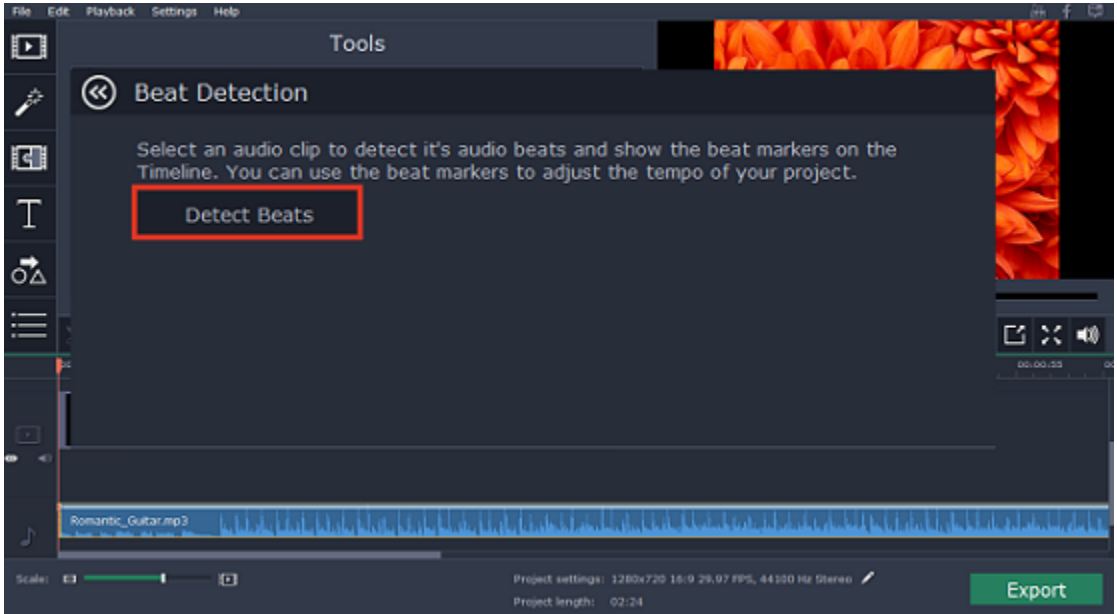 File Edit Playback Settings Help
Tools
Beat Detection
Select an audio clip to detect it's audio beats and show the beat markers on the
Timeline. You can use the beat markers to adjust the tempo of your project.
Detect Beats
00:00:55
Romantic_Guitar.mp3
Scale:
Project settings: 1280x720 16:9 29.97 FPS, 44100 Hz Stereo
Project length: 02:24
Export